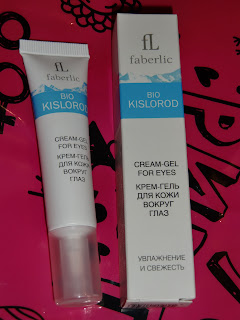 fL
faberlic
BIO
KISLOROD
CREAM-GEL
FOR EYES
КРЕМ-ГЕЛЬ
ДЛЯ КОЖИ
ВОКРУГ
ГЛАЗ
fL
faberlic
BIO
KISLOROD
CREAM-GEL
FOR EYES
КРЕМ-ГЕЛЬ
ДЛЯ КОЖИ
ВОКРУГ
ГЛАЗ
УВЛАЖНЕНИЕ
И СВЕЖЕСТЬ